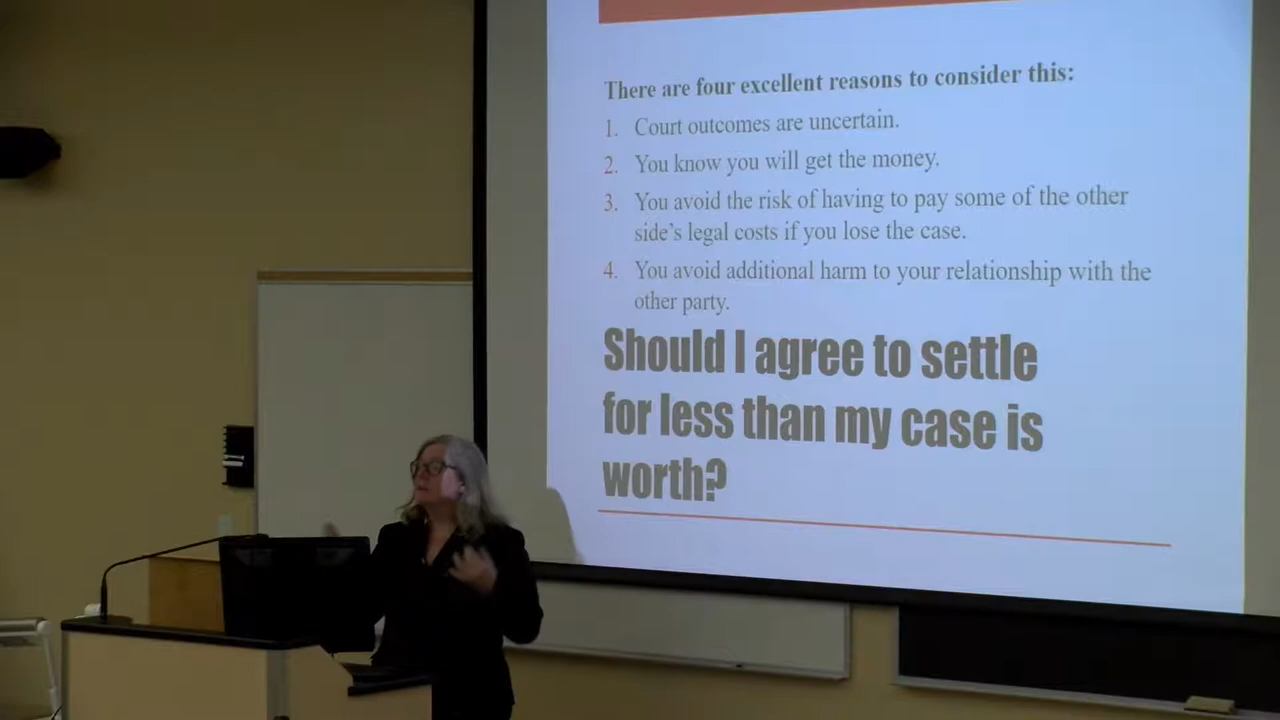 There are four excellent reasons to consider this:
1. Court outcomes are uncertain.
2. You know you will get the money.
3. You avoid the risk of having to pay some of the other
side's legal costs if you lose the case.
4. You avoid additional harm to your relationship with the
other party.
Should I agree to settle
for less than my case is
worth?